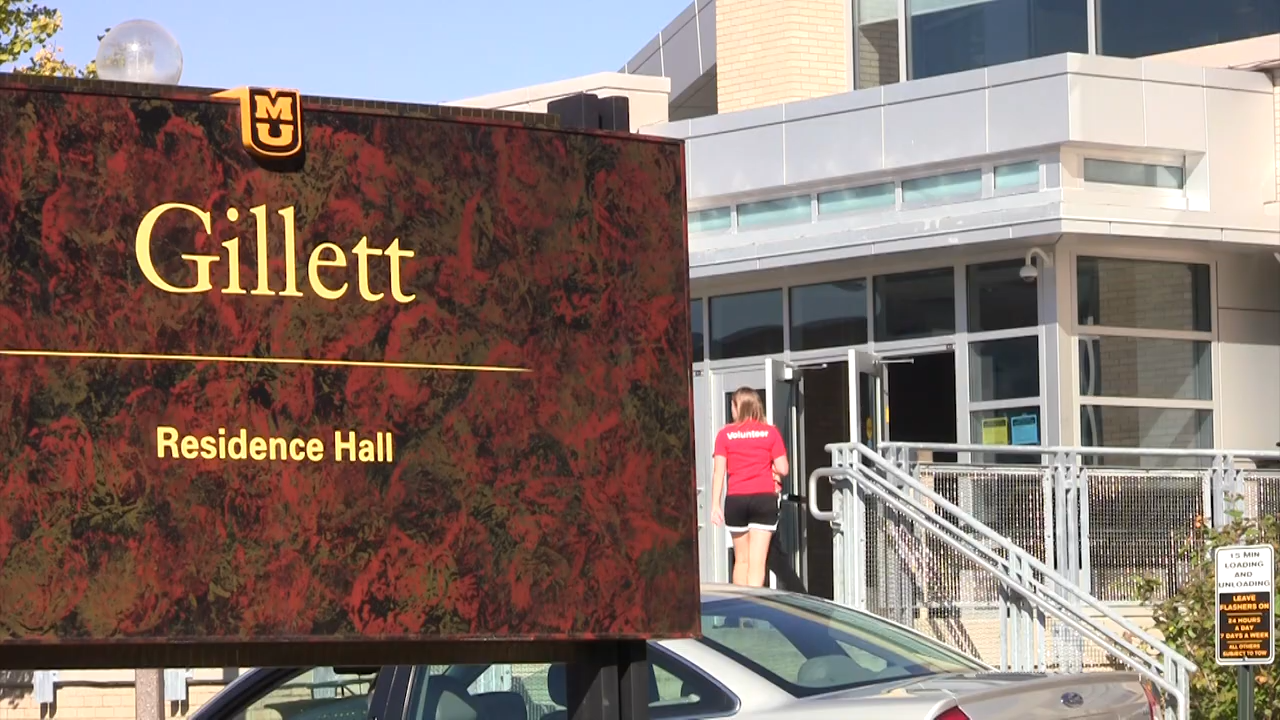 MU
Gillett
Residence Hall
Volunteer
15 MIN
LOADING
AND
UNLOADING
LEAVE
FLASHERS ON
24 HOURS
A DAY
7 DAYS A WEEK
ALL OTHERS
SUBJECT TO TOW